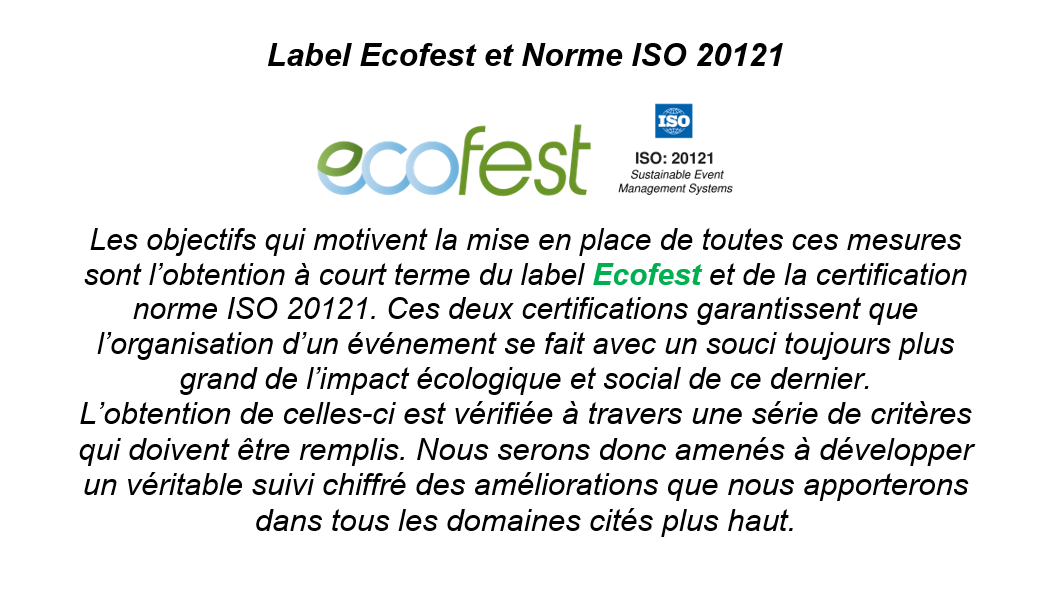 Label Ecofest et Norme ISO 20121
ecofest
ISO
ISO: 20121
Sustainable Event
Management Systems
Les objectifs qui motivent la mise en place de toutes ces mesures
sont l’obtention à court terme du label Ecofest et de la certification
norme ISO 20121. Ces deux certifications garantissent que
l’organisation d’un événement se fait avec un souci toujours plus
grand de l’impact écologique et social de ce dernier.
L’obtention de celles-ci est vérifiée à travers une série de critères
qui doivent être remplis. Nous serons donc amenés à développer
un véritable suivi chiffré des améliorations que nous apporterons
dans tous les domaines cités plus haut.